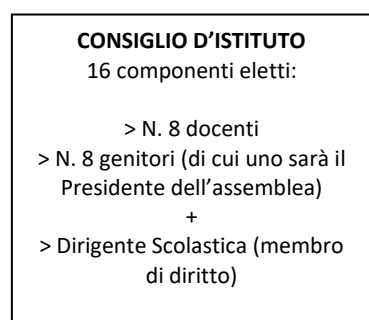 CONSIGLIO D’ISTITUTO
16 componenti eletti:
> N. 8 docenti
> N. 8 genitori (di cui uno sarà il
Presidente dell’assemblea)
+
> Dirigente Scolastica (membro
di diritto)